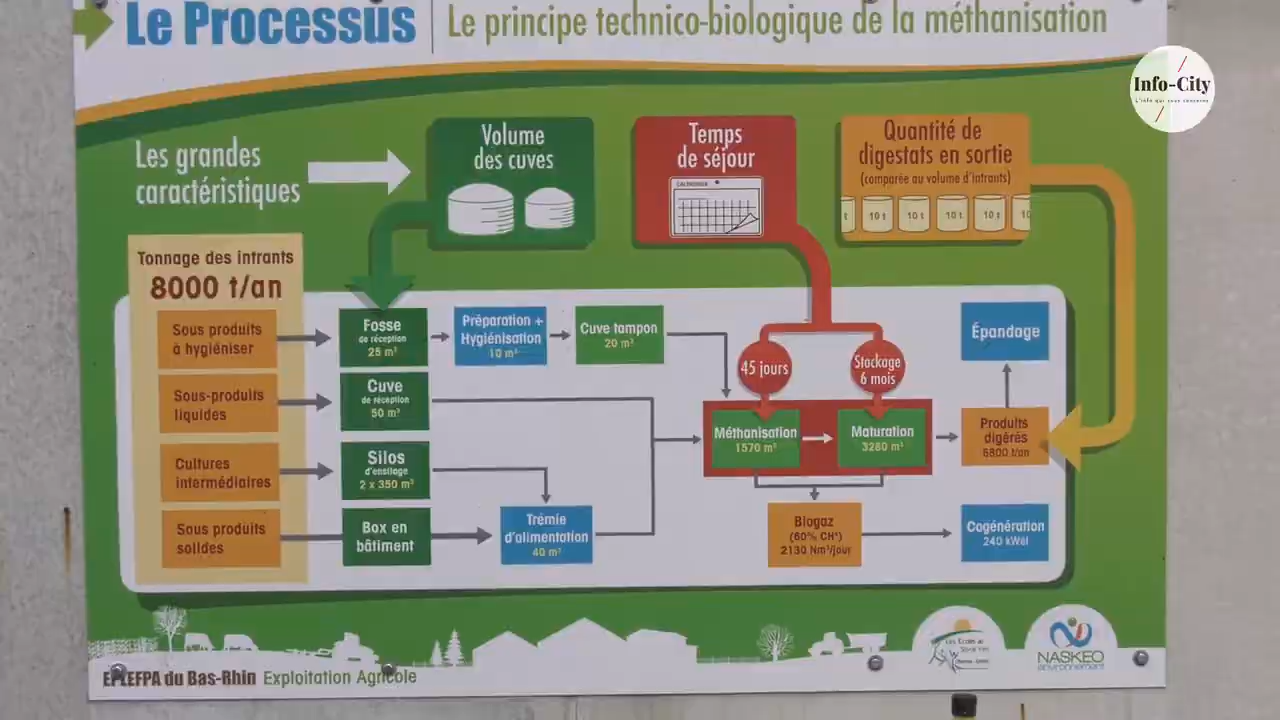 Le Processus
Le principe technico-biologique de la méthanisation
Info-City
Les grandes
caractéristiques
Volume
des cuves
Temps
de séjour
CALENDRIER
Quantité de
digestats en sortie
(comparée au volume d'intrants)
t
10 t
10 t
10 t
10 t
10
Tonnage des intrants
8000 t/an
Sous produits
à hygiéniser
Fosse
de réception
25 m³
Préparation +
Hygiénisation
10 m³
Cuve tampon
20 m³
45 jours
Stockage
6 mois
Épandage
Sous-produits
liquides
Cuve
de réception
50 m³
Méthanisation
1570 m³
Maturation
3280 m³
Produits
digérés
6800 t/an
Cultures
intermédiaires
Silos
d'ensilage
2 x 350 m³
Sous produits
solides
Box en
bâtiment
Trémie
d'alimentation
40 m³
Biogaz
(60% CH⁴)
2130 Nm³/jour
Cogénération
240 kWél
EPLEFPA du Bas-Rhin Exploitation Agricole
NASKEO
environnement